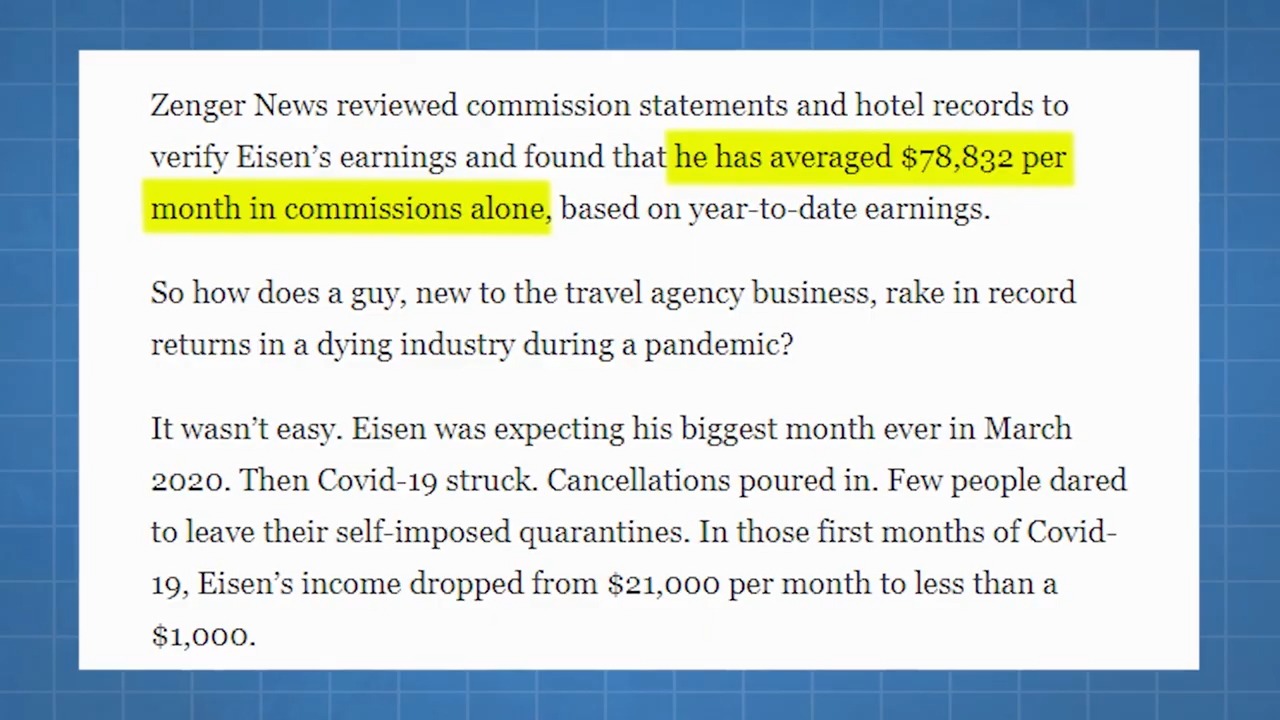 Zenger News reviewed commission statements and hotel records to
verify Eisen’s earnings and found that he has averaged $78,832 per
month in commissions alone, based on year-to-date earnings.
So how does a guy, new to the travel agency business, rake in record
returns in a dying industry during a pandemic?
It wasn’t easy. Eisen was expecting his biggest month ever in March
2020. Then Covid-19 struck. Cancellations poured in. Few people dared
to leave their self-imposed quarantines. In those first months of Covid-
19, Eisen’s income dropped from $21,000 per month to less than a
$1,000.